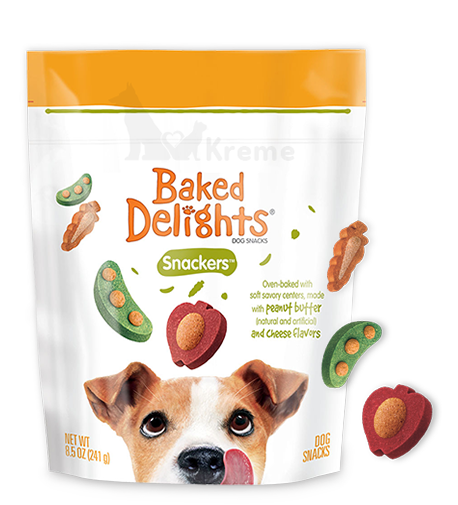 Kreme
Baked
Delights®
DOG SNACKS
Snackers™
Oven-baked with
soft savory centers, made
with peanut butter
(natural and artificial)
and cheese flavors
NET WT
8.5 OZ (241 g)
DOG
SNACKS